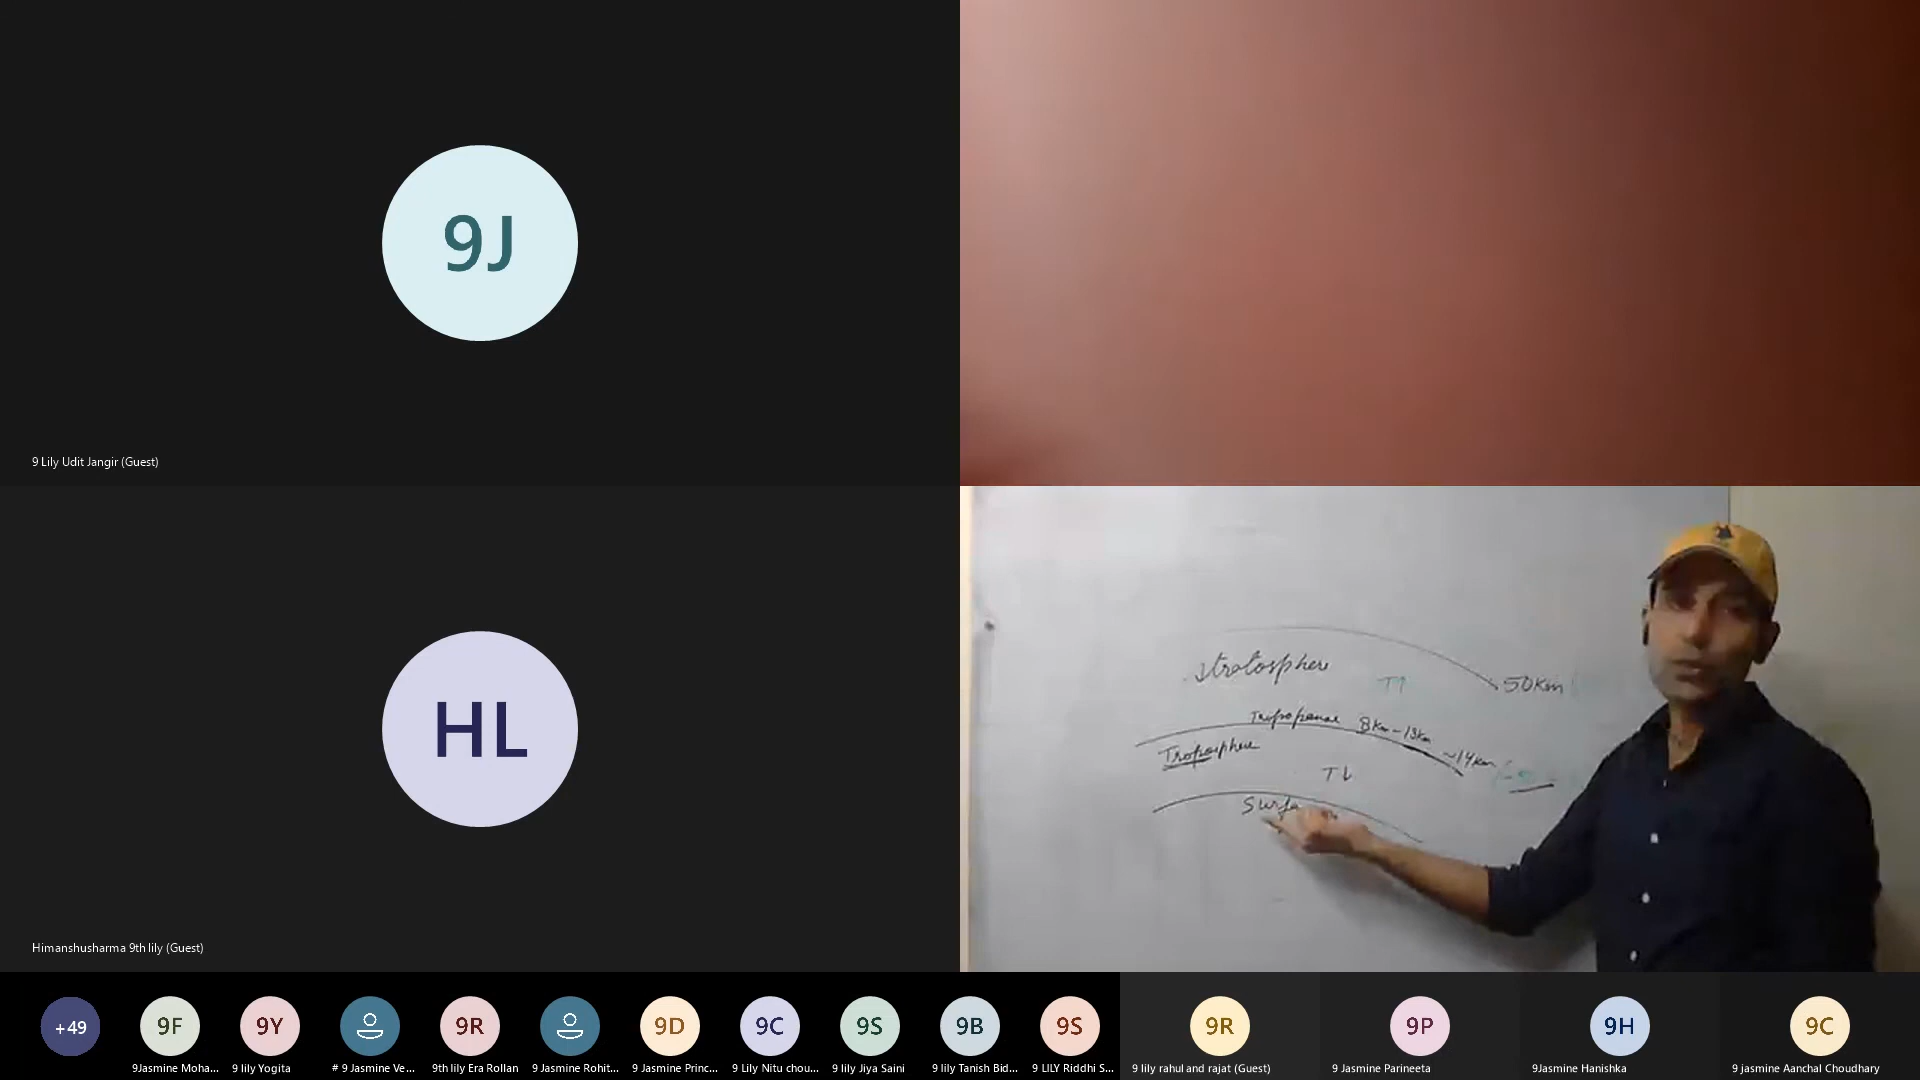 9J
9 Lily Udit Jangir (Guest)
HL
Himanshusharma 9th lily (Guest)
Stratosphere
T↑
50km
Tropopause 8km-13km ~14km
Troposphere
T↓
Surfa
+49
9F
9Y
9R
9D
9C
9S
9B
9S
9R
9P
9H
9C
9Jasmine Moha...
9 lily Yogita
# 9 Jasmine Ve...
9th lily Era Rollan
9 Jasmine Rohit...
9 Jasmine Princ...
9 Lily Nitu chou...
9 lily Jiya Saini
9 lily Tanish Bid...
9 LILY Riddhi S...
9 lily rahul and rajat (Guest)
9 Jasmine Parineeta
9Jasmine Hanishka
9 jasmine Aanchal Choudhary